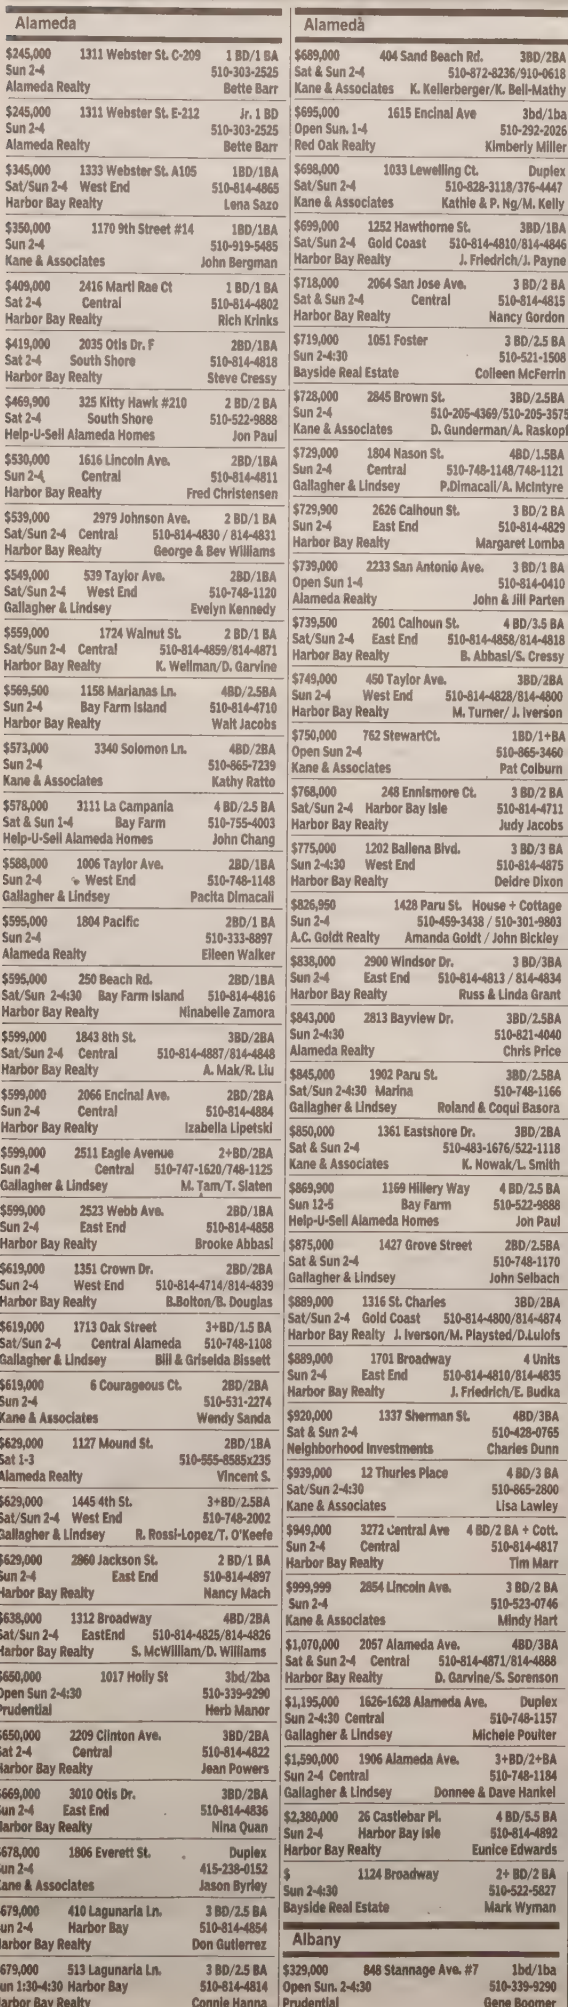 Alameda
$245,000 1311 Webster St. C-209 1 BD/1 BA
Sun 2-4 510-303-2525
Alameda Realty Bette Barr
$245,000 1311 Webster St. E-212 Jr. 1 BD
Sun 2-4 510-303-2525
Alameda Realty Bette Barr
$345,000 1333 Webster St. A105 1BD/1BA
Sat/Sun 2-4 West End 510-814-4865
Harbor Bay Realty Lena Sazo
$350,000 1170 9th Street #14 1BD/1BA
Sun 2-4 510-919-5485
Kane & Associates John Bergman
$409,000 2416 Marti Rae Ct 1 BD/1 BA
Sat 2-4 Central 510-814-4802
Harbor Bay Realty Rich Krinks
$419,000 2035 Otis Dr. F 2BD/1BA
Sat 2-4 South Shore 510-814-4818
Harbor Bay Realty Steve Cressy
$469,900 325 Kitty Hawk #210 2 BD/2 BA
Sat 2-4 South Shore 510-522-9888
Help-U-Sell Alameda Homes Jon Paul
$530,000 1616 Lincoln Ave. 2BD/1BA
Sun 2-4 Central 510-814-4811
Harbor Bay Realty Fred Christensen
$539,000 2979 Johnson Ave. 2 BD/1 BA
Sat/Sun 2-4 Central 510-814-4830 / 814-4831
Harbor Bay Realty George & Bev Williams
$549,000 539 Taylor Ave. 2BD/1BA
Sat/Sun 2-4 West End 510-748-1120
Gallagher & Lindsey Evelyn Kennedy
$559,000 1724 Walnut St. 2 BD/1 BA
Sat/Sun 2-4 Central 510-814-4859/814-4871
Harbor Bay Realty K. Wellman/D. Garvine
$569,500 1158 Marianas Ln. 4BD/2.5BA
Sun 2-4 Bay Farm Island 510-814-4710
Harbor Bay Realty Walt Jacobs
$573,000 3340 Solomon Ln. 4BD/2BA
Sun 2-4 510-865-7239
Kane & Associates Kathy Ratto
$578,000 3111 La Campania 4 BD/2.5 BA
Sat & Sun 1-4 Bay Farm 510-755-4003
Help-U-Sell Alameda Homes John Chang
$588,000 1006 Taylor Ave. 2BD/1BA
Sun 2-4 West End 510-748-1148
Gallagher & Lindsey Pacita Dimacali
$595,000 1804 Pacific 2BD/1 BA
Sun 2-4 510-333-8897
Alameda Realty Eileen Walker
$595,000 250 Beach Rd. 2BD/1BA
Sat/Sun 2-4:30 Bay Farm Island 510-814-4816
Harbor Bay Realty Ninabelle Zamora
$599,000 1843 8th St. 3BD/2BA
Sat/Sun 2-4 Central 510-814-4887/814-4848
Harbor Bay Realty A. Mak/R. Liu
$599,000 2066 Encinal Ave. 2BD/2BA
Sun 2-4 Central 510-814-4884
Harbor Bay Realty Izabella Lipetski
$599,000 2511 Eagle Avenue 2+BD/2BA
Sun 2-4 Central 510-747-1620/748-1125
Gallagher & Lindsey M. Tam/T. Slaten
$599,000 2523 Webb Ave. 2BD/1BA
Sun 2-4 East End 510-814-4858
Harbor Bay Realty Brooke Abbasi
$619,000 1351 Crown Dr. 2BD/2BA
Sun 2-4 West End 510-814-4714/814-4839
Harbor Bay Realty B.Bolton/B. Douglas
$619,000 1713 Oak Street 3+BD/1.5 BA
Sat/Sun 2-4 Central Alameda 510-748-1108
Gallagher & Lindsey Bill & Griselda Bissett
$619,000 6 Courageous Ct. 2BD/2BA
Sun 2-4 510-531-2274
Kane & Associates Wendy Sanda
$629,000 1127 Mound St. 2BD/1BA
Sat 1-3 510-555-8585x235
Alameda Realty Vincent S.
$629,000 1445 4th St. 3+BD/2.5BA
Sat/Sun 2-4 West End 510-748-2002
Gallagher & Lindsey R. Rossi-Lopez/T. O'Keefe
$629,000 2860 Jackson St. 2 BD/1 BA
Sun 2-4 East End 510-814-4897
Harbor Bay Realty Nancy Mach
$638,000 1312 Broadway 4BD/2BA
Sat/Sun 2-4 EastEnd 510-814-4825/814-4826
Harbor Bay Realty S. McWilliam/D. Williams
$650,000 1017 Holly St 3bd/2ba
Open Sun 2-4:30 510-339-9290
Prudential Herb Manor
$650,000 2209 Clinton Ave. 3BD/2BA
Sat 2-4 Central 510-814-4822
Harbor Bay Realty Jean Powers
$669,000 3010 Otis Dr. 3BD/2BA
Sun 2-4 East End 510-814-4836
Harbor Bay Realty Nina Quan
$678,000 1806 Everett St. Duplex
Sun 2-4 415-238-0152
Kane & Associates Jason Byrley
$679,000 410 Lagunaria Ln. 3 BD/2.5 BA
Sun 2-4 Harbor Bay 510-814-4854
Harbor Bay Realty Don Gutierrez
$679,000 513 Lagunaria Ln. 3 BD/2.5 BA
Sun 1:30-4:30 Harbor Bay 510-814-4814
Harbor Bay Realty Connie Hanna
Alameda
$689,000 404 Sand Beach Rd. 3BD/2BA
Sat & Sun 2-4 510-872-8236/910-0618
Kane & Associates K. Kellerberger/K. Bell-Mathy
$695,000 1615 Encinal Ave 3bd/1ba
Open Sun. 1-4 510-292-2026
Red Oak Realty Kimberly Miller
$698,000 1033 Lewelling Ct. Duplex
Sat/Sun 2-4 510-828-3118/376-4447
Kane & Associates Kathie & P. Ng/M. Kelly
$699,000 1252 Hawthorne St. 3BD/1BA
Sat/Sun 2-4 Gold Coast 510-814-4810/814-4846
Harbor Bay Realty J. Friedrich/J. Payne
$718,000 2064 San Jose Ave. 3 BD/2 BA
Sat & Sun 2-4 Central 510-814-4815
Harbor Bay Realty Nancy Gordon
$719,000 1051 Foster 3 BD/2.5 BA
Sun 2-4:30 510-521-1508
Bayside Real Estate Colleen McFerrin
$728,000 2845 Brown St. 3BD/2.5BA
Sun 2-4 510-205-4369/510-205-3575
Kane & Associates D. Gunderman/A. Raskopf
$729,000 1804 Nason St. 4BD/1.5BA
Sun 2-4 Central 510-748-1148/748-1121
Gallagher & Lindsey P.Dimacali/A. McIntyre
$729,900 2626 Calhoun St. 3 BD/2 BA
Sun 2-4 East End 510-814-4829
Harbor Bay Realty Margaret Lomba
$739,000 2233 San Antonio Ave. 3 BD/1 BA
Open Sun 1-4 510-814-0410
Alameda Realty John & Jill Parten
$739,500 2601 Calhoun St. 4 BD/3.5 BA
Sat/Sun 2-4 East End 510-814-4858/814-4818
Harbor Bay Realty B. Abbasi/S. Cressy
$749,000 450 Taylor Ave. 3BD/2BA
Sun 2-4 West End 510-814-4828/814-4800
Harbor Bay Realty M. Turner/ J. Iverson
$750,000 762 StewartCt. 1BD/1+BA
Open Sun 2-4 510-865-3460
Kane & Associates Pat Colburn
$768,000 248 Ennismore Ct. 3 BD/2 BA
Sat/Sun 2-4 Harbor Bay Isle 510-814-4711
Harbor Bay Realty Judy Jacobs
$775,000 1202 Ballena Blvd. 3 BD/3 BA
Sun 2-4:30 West End 510-814-4875
Harbor Bay Realty Deidre Dixon
$826,950 1428 Paru St. House + Cottage
Sun 2-4 510-459-3438 / 510-301-9803
A.C. Goldt Realty Amanda Goldt / John Bickley
$838,000 2900 Windsor Dr. 3 BD/3BA
Sun 2-4 East End 510-814-4813 / 814-4834
Harbor Bay Realty Russ & Linda Grant
$843,000 2813 Bayview Dr. 3BD/2.5BA
Sun 2-4:30 510-821-4040
Alameda Realty Chris Price
$845,000 1902 Paru St. 3BD/2.5BA
Sat/Sun 2-4:30 Marina 510-748-1166
Gallagher & Lindsey Roland & Coqui Basora
$850,000 1361 Eastshore Dr. 3BD/2BA
Sat & Sun 2-4 510-483-1676/522-1118
Kane & Associates K. Nowak/L. Smith
$869,900 1169 Hillery Way 4 BD/2.5 BA
Sun 12-5 Bay Farm 510-522-9888
Help-U-Sell Alameda Homes Jon Paul
$875,000 1427 Grove Street 2BD/2.5BA
Sat & Sun 2-4 510-748-1170
Gallagher & Lindsey John Selbach
$889,000 1316 St. Charles 3BD/2BA
Sat/Sun 2-4 Gold Coast 510-814-4800/814-4874
Harbor Bay Realty J. Iverson/M. Playsted/D.Lulofs
$889,000 1701 Broadway 4 Units
Sun 2-4 East End 510-814-4810/814-4835
Harbor Bay Realty J. Friedrich/E. Budka
$920,000 1337 Sherman St. 4BD/3BA
Sat & Sun 2-4 510-428-0765
Neighborhood Investments Charles Dunn
$939,000 12 Thurles Place 4 BD/3 BA
Sat/Sun 2-4:30 510-865-2800
Kane & Associates Lisa Lawley
$949,000 3272 Central Ave 4 BD/2 BA + Cott.
Sun 2-4 Central 510-814-4817
Harbor Bay Realty Tim Marr
$999,999 2854 Lincoln Ave. 3 BD/2 BA
Sun 2-4 510-523-0746
Kane & Associates Mindy Hart
$1,070,000 2057 Alameda Ave. 4BD/3BA
Sat & Sun 2-4 Central 510-814-4871/814-4888
Harbor Bay Realty D. Garvine/S. Sorenson
$1,195,000 1626-1628 Alameda Ave. Duplex
Sun 2-4:30 Central 510-748-1157
Gallagher & Lindsey Michele Poulter
$1,590,000 1906 Alameda Ave. 3+BD/2+BA
Sun 2-4 Central 510-748-1184
Gallagher & Lindsey Donnee & Dave Hankel
$2,380,000 26 Castlebar Pl. 4 BD/5.5 BA
Sun 2-4 Harbor Bay Isle 510-814-4892
Harbor Bay Realty Eunice Edwards
$ 1124 Broadway 2+ BD/2 BA
Sun 2-4:30 510-522-5827
Bayside Real Estate Mark Wyman
Albany
$329,000 848 Stannage Ave. #7 1bd/1ba
Open Sun. 2-4:30 510-339-9290
Prudential Gene Boomer